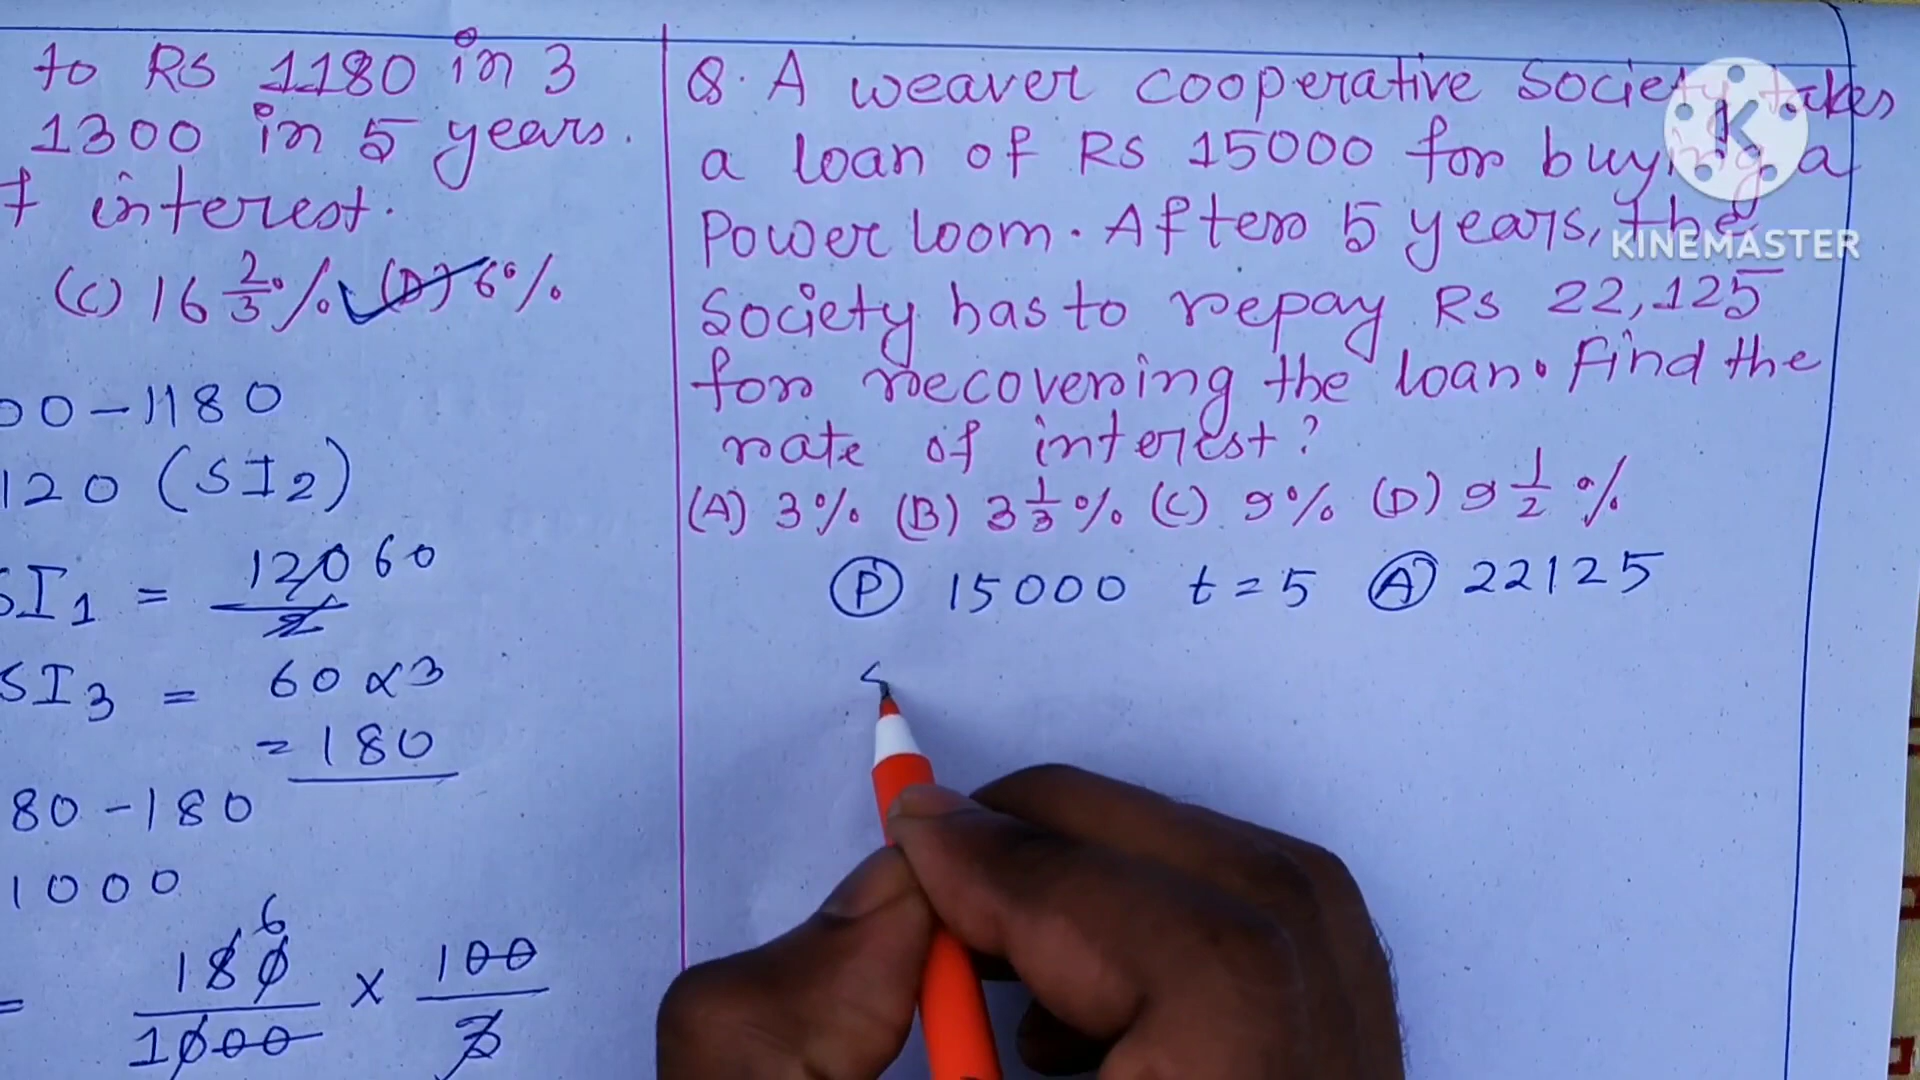 to Rs 1180 in 3
1300 in 5 years.
f interest.
(C) 16 2/3 % (D) 6%
00-1180
120 (SI2)
SI1 = 120/2 60
SI3 = 60 x 3
= 180
80-180
1000
= 180/1000 6 x 100/3
Q. A weaver cooperative Society takes
a loan of Rs 15000 for buying a
Power loom. After 5 years, the
Society has to repay Rs 22,125
for recovering the loan. Find the
rate of interest?
(A) 3% (B) 3 1/3 % (C) 9% (D) 9 1/2 %
(P) 15000 t = 5 (A) 22125
K
KINEMASTER